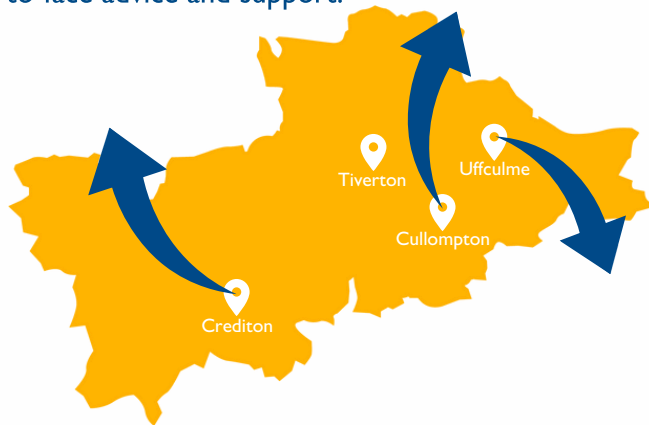 to-face advice and support.
Tiverton
Uffculme
Cullompton
Crediton